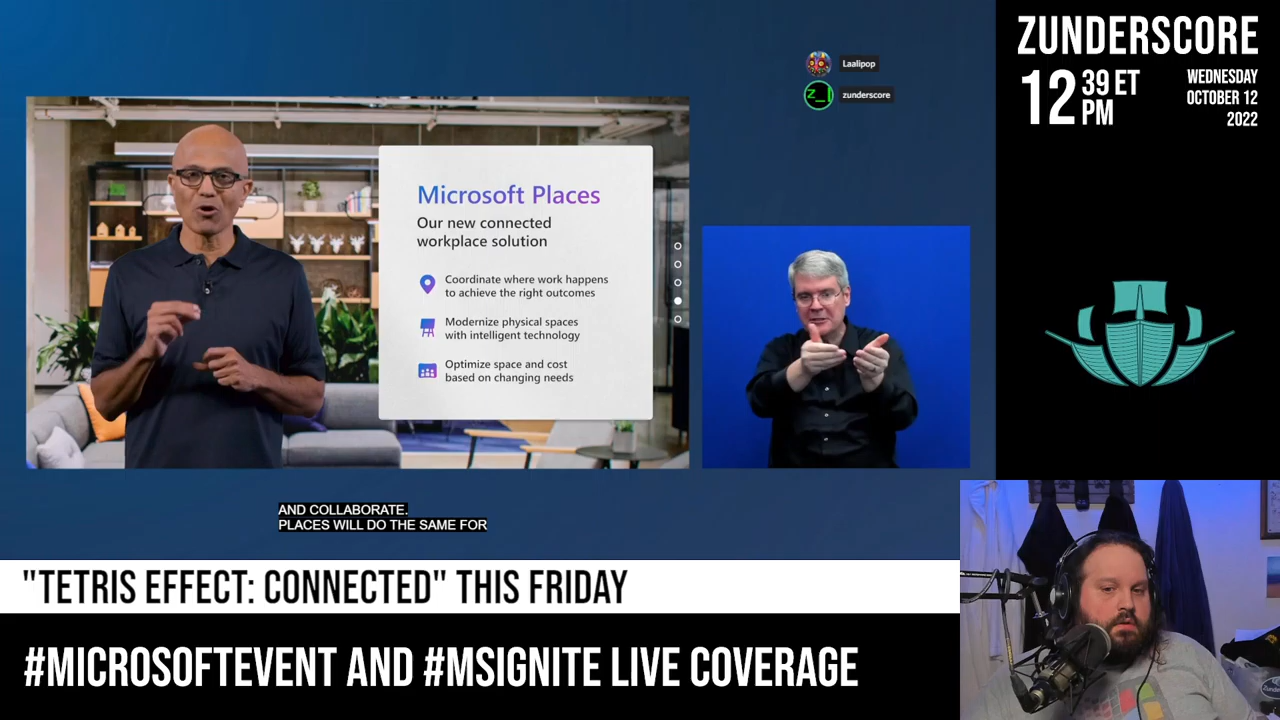 Laalipop
z_
zunderscore
Microsoft Places
Our new connected
workplace solution
Coordinate where work happens
to achieve the right outcomes
Modernize physical spaces
with intelligent technology
Optimize space and cost
based on changing needs
AND COLLABORATE.
PLACES WILL DO THE SAME FOR
ZUNDERSCORE
12 39 ET
PM
WEDNESDAY
OCTOBER 12
2022
"TETRIS EFFECT: CONNECTED" THIS FRIDAY
#MICROSOFTEVENT AND #MSIGNITE LIVE COVERAGE